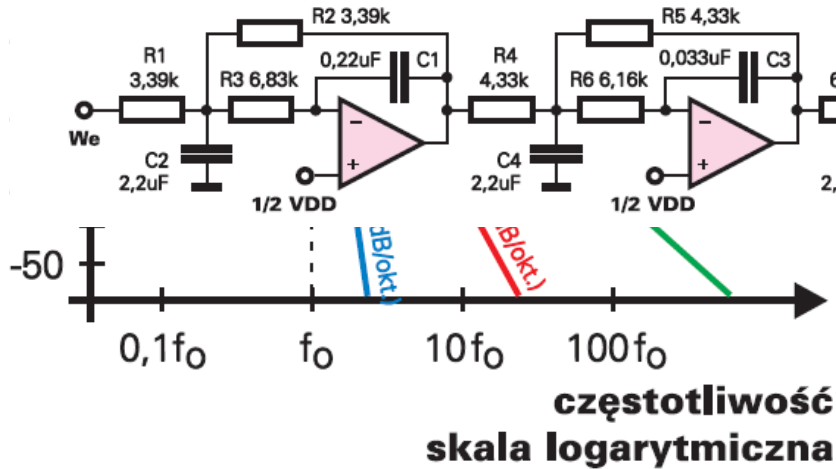 R2 3,39k
R5 4,33k
R1
3,39k
0,22uF C1
R4
4,33k
0,033uF C3
R3 6,83k
R6 6,16k
6
We
−
+
−
+
C2
2,2uF
C4
2,2uF
2,
1/2 VDD
1/2 VDD
dB/okt.)
B/okt.)
-50
0,1fO
fO
10fO
100fO
częstotliwość
skala logarytmiczna